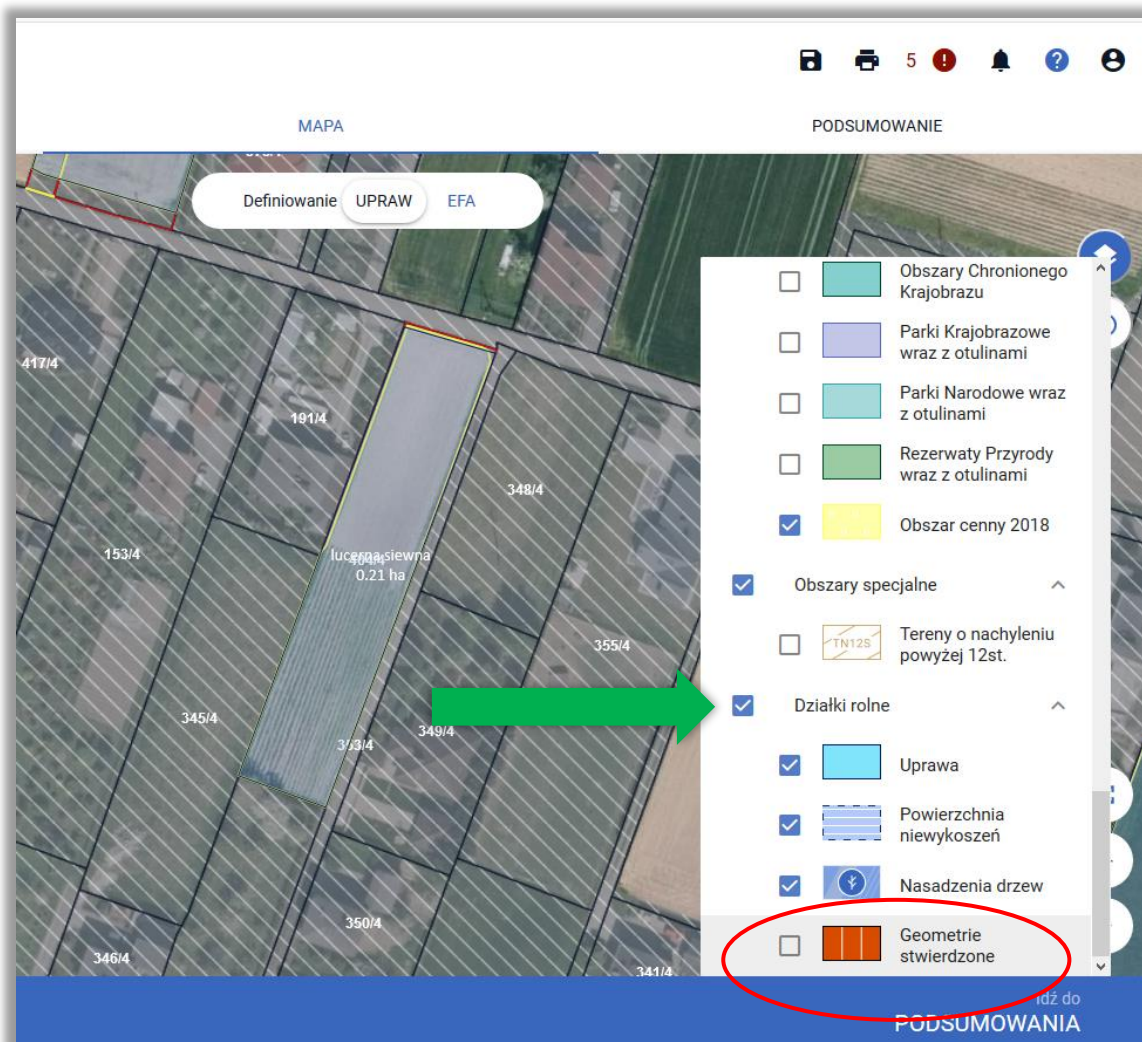 5
MAPA
PODSUMOWANIE
Definiowanie UPRAW EFA
417/4
191/4
348/4
153/4
lucerna siewna
0.21 ha
355/4
345/4
349/4
353/4
350/4
346/4
341/4
Obszary Chronionego
Krajobrazu
Parki Krajobrazowe
wraz z otulinami
Parki Narodowe wraz
z otulinami
Rezerwaty Przyrody
wraz z otulinami
Obszar cenny 2018
Obszary specjalne
TN12S
Tereny o nachyleniu
powyżej 12st.
Działki rolne
Uprawa
Powierzchnia
niewykoszeń
Nasadzenia drzew
Geometrie
stwierdzone
Idź do
PODSUMOWANIA